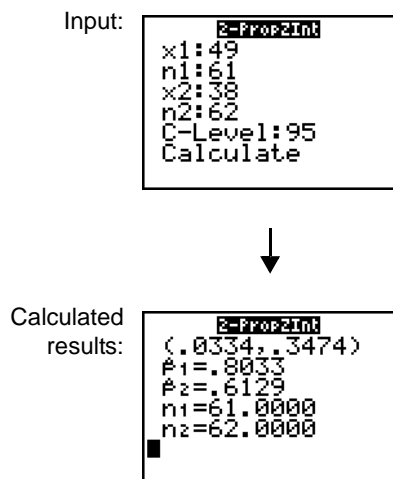 Input:
2-PropZInt
x1:49
n1:61
x2:38
n2:62
C-Level:95
Calculate
Calculated
results:
2-PropZInt
(.0334,.3474)
p̂1=.8033
p̂2=.6129
n1=61.0000
n2=62.0000